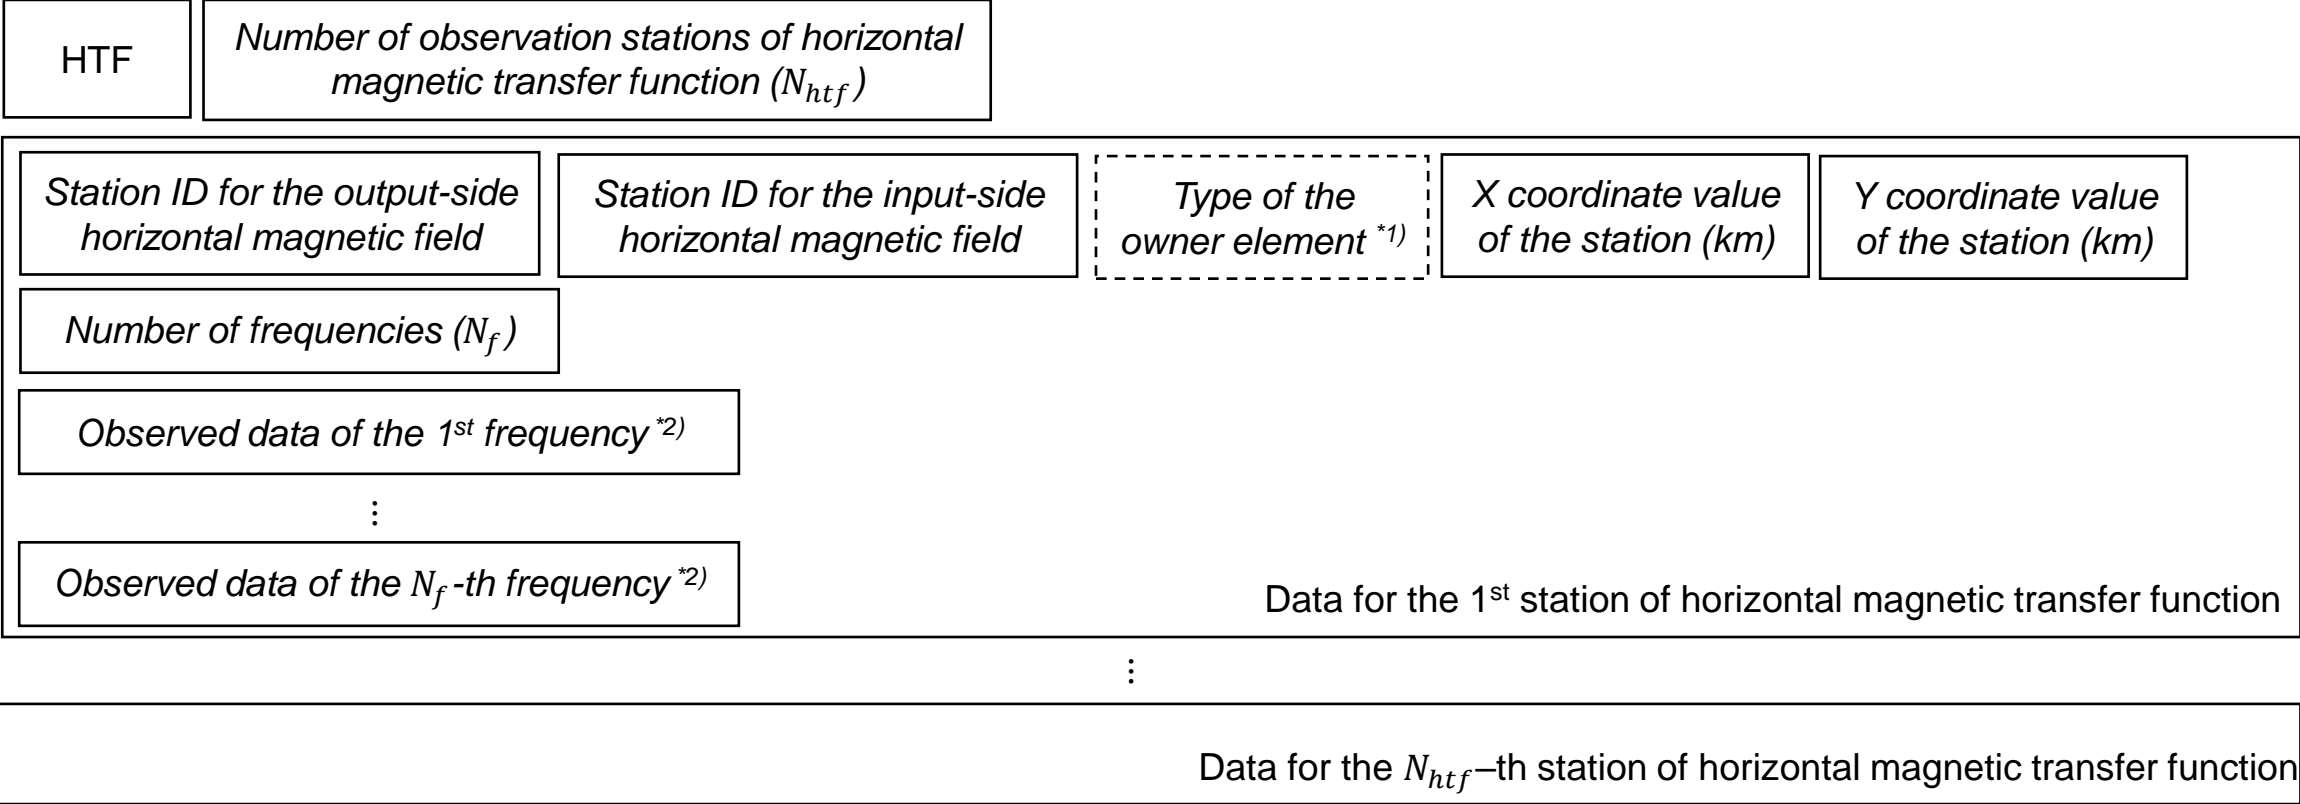 HTF
Number of observation stations of horizontal
magnetic transfer function (N_htf)
Station ID for the output-side
horizontal magnetic field
Station ID for the input-side
horizontal magnetic field
Type of the
owner element *1)
X coordinate value
of the station (km)
Y coordinate value
of the station (km)
Number of frequencies (N_f)
Observed data of the 1st frequency *2)
⋮
Observed data of the N_f-th frequency *2)
Data for the 1st station of horizontal magnetic transfer function
⋮
Data for the N_htf–th station of horizontal magnetic transfer function